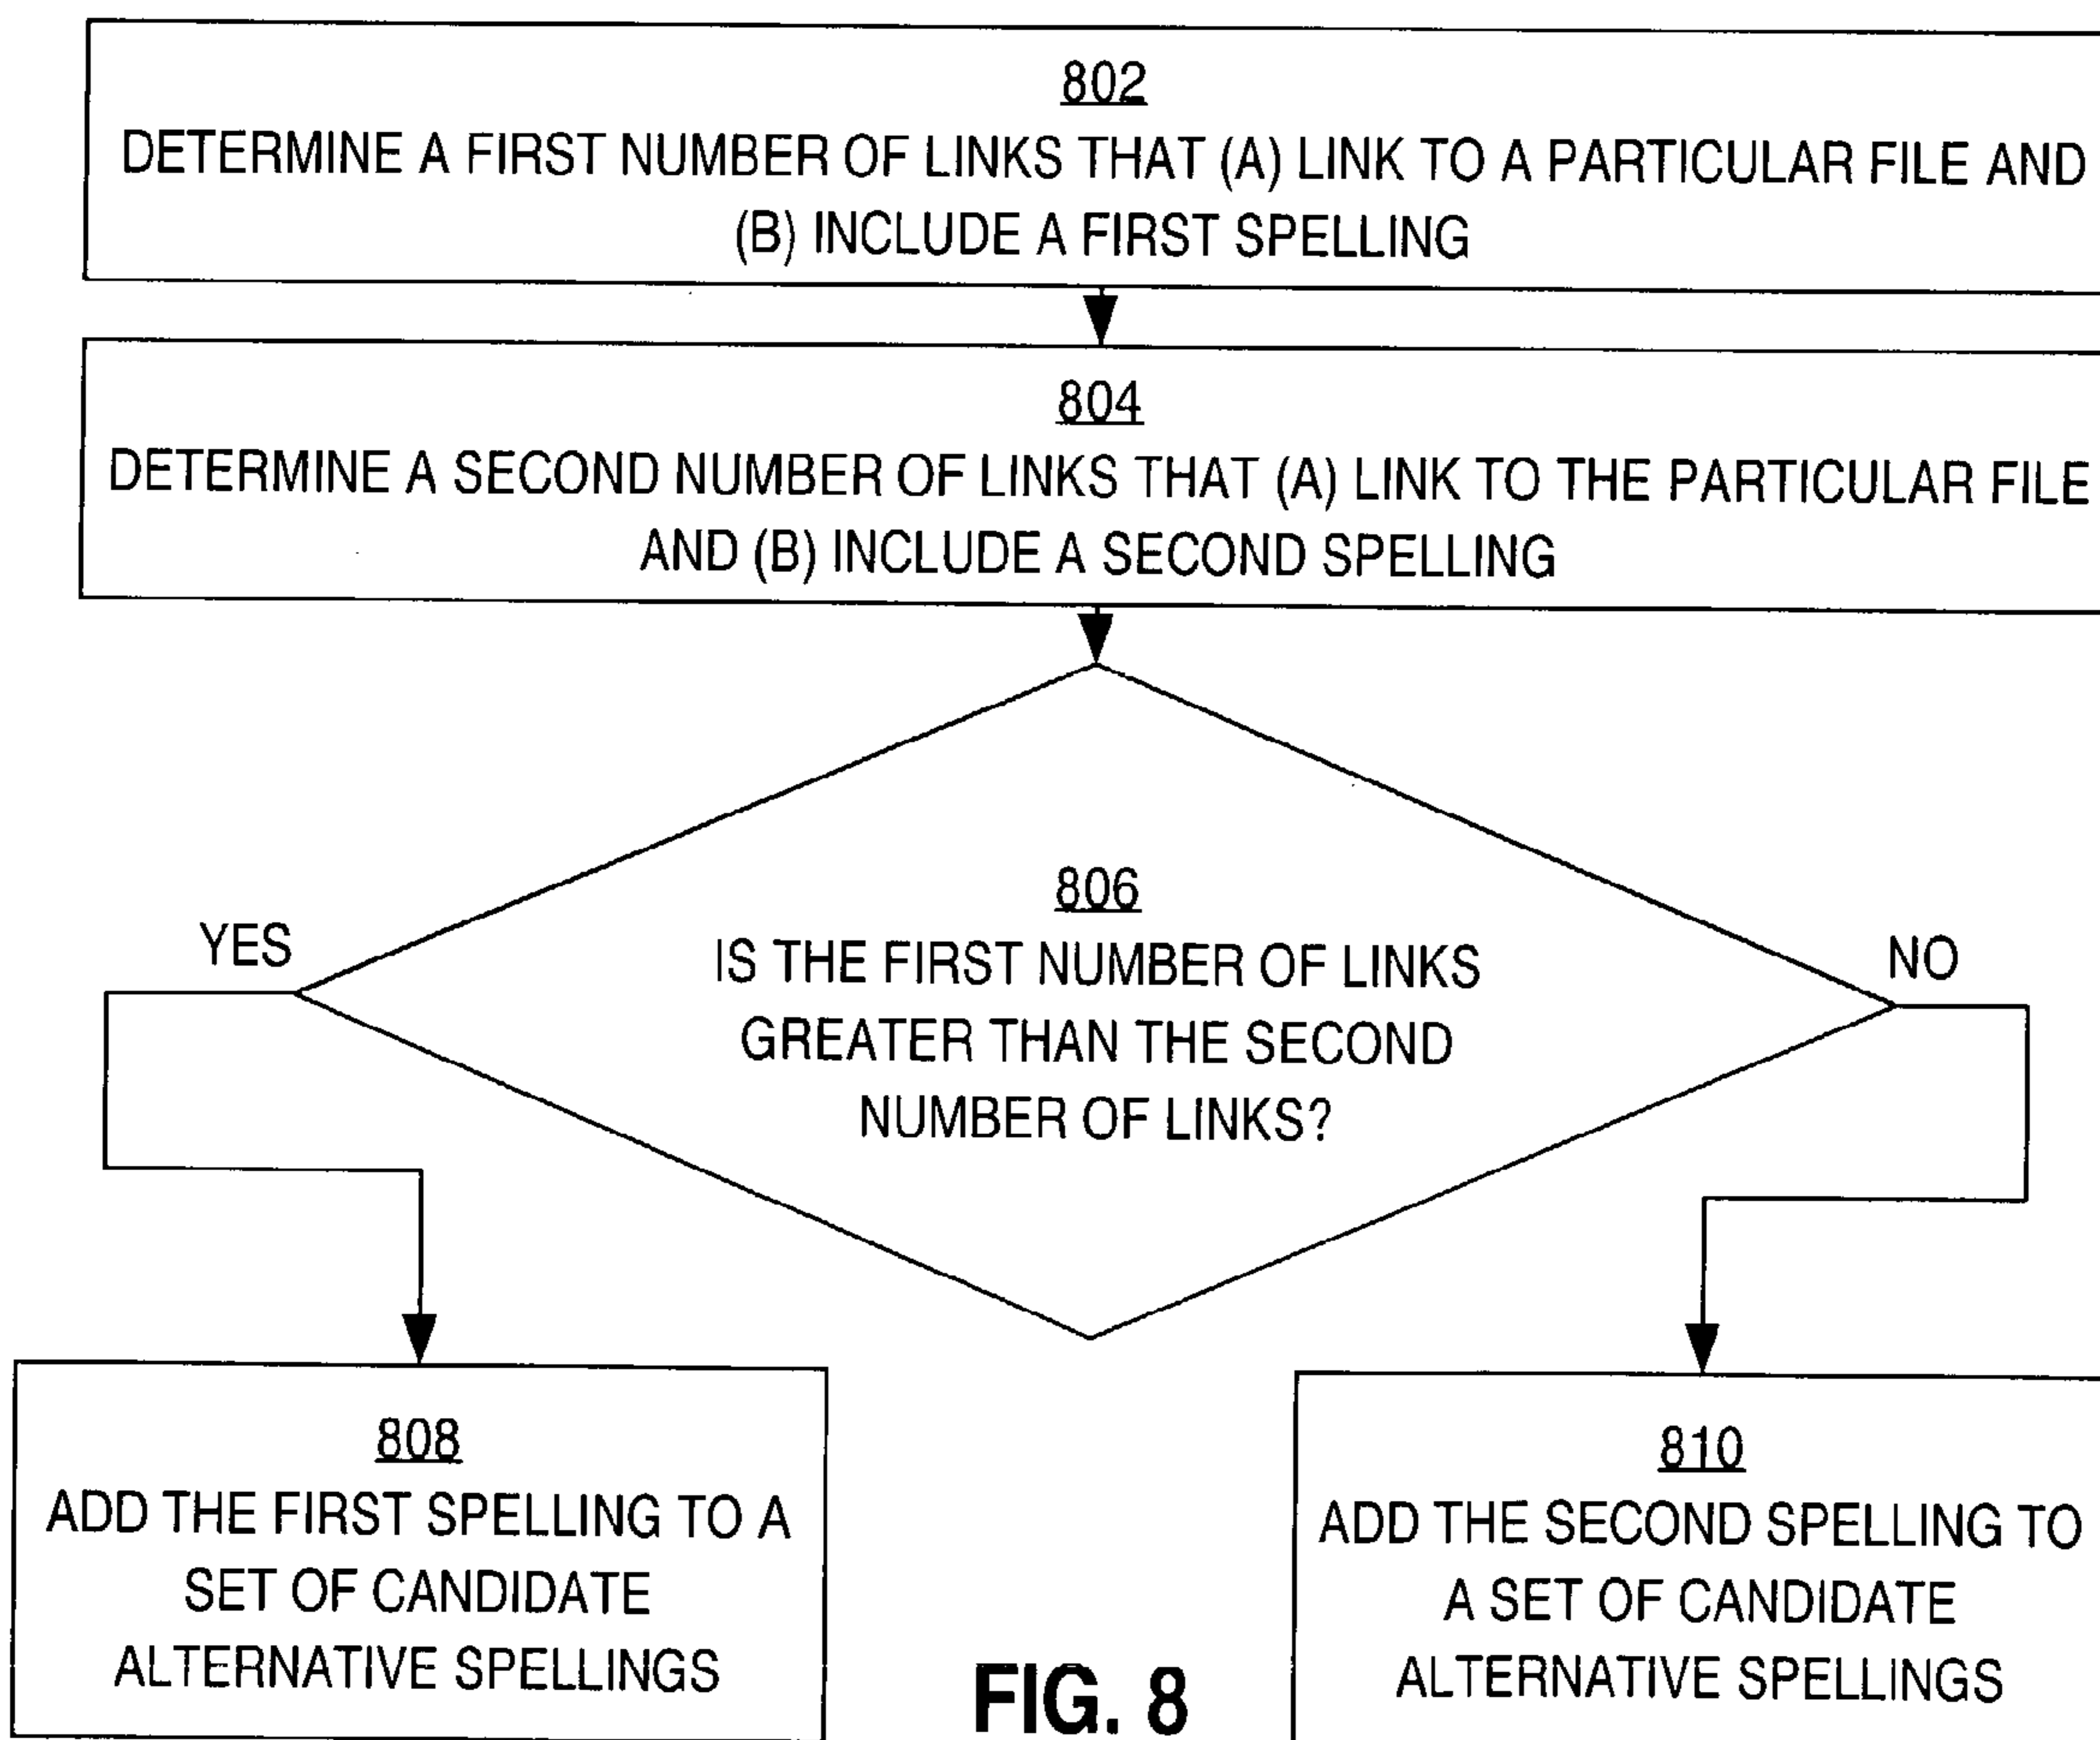 802
DETERMINE A FIRST NUMBER OF LINKS THAT (A) LINK TO A PARTICULAR FILE AND
(B) INCLUDE A FIRST SPELLING
804
DETERMINE A SECOND NUMBER OF LINKS THAT (A) LINK TO THE PARTICULAR FILE
AND (B) INCLUDE A SECOND SPELLING
806
IS THE FIRST NUMBER OF LINKS
GREATER THAN THE SECOND
NUMBER OF LINKS?
YES
NO
808
ADD THE FIRST SPELLING TO A
SET OF CANDIDATE
ALTERNATIVE SPELLINGS
810
ADD THE SECOND SPELLING TO
A SET OF CANDIDATE
ALTERNATIVE SPELLINGS
FIG. 8